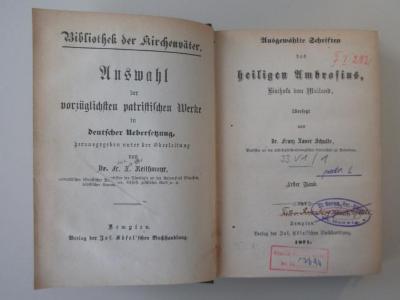 Bibliothek der Kirchenväter.
Auswahl
der
vorzüglichsten patristischen Werke
in
deutscher Uebersetzung,
herausgegeben unter der Oberleitung
von
Dr. Fr. X. Reithmayr,
Kempten.
Verlag der Jos. Kösel'schen Buchhandlung.
Ausgewählte Schriften
des
heiligen Ambrosius,
Bischofs von Mailand,
übersetzt
von
Dr. Franz Xaver Schulte,
Erster Band.
Kempten.
Verlag der Jos. Kösel'schen Buchhandlung.
1871.